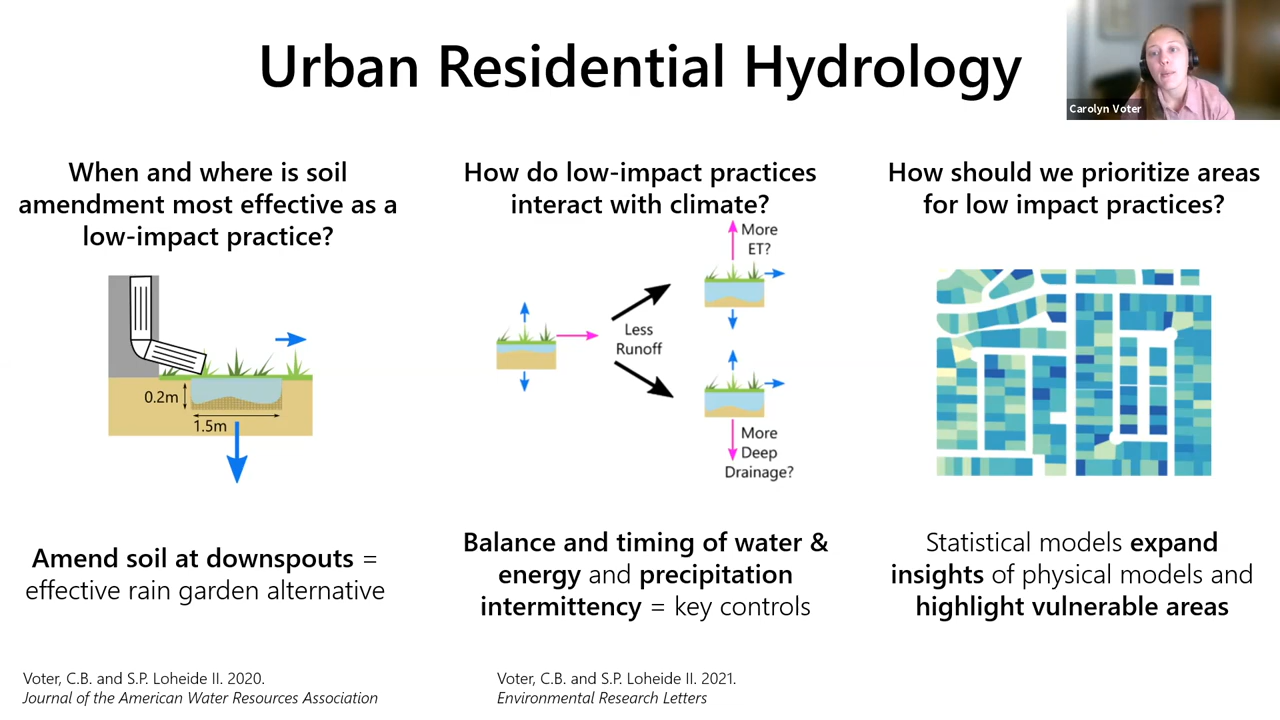 Urban Residential Hydrology
Carolyn Voter
When and where is soil
amendment most effective as a
low-impact practice?
0.2m
1.5m
Amend soil at downspouts =
effective rain garden alternative
Voter, C.B. and S.P. Loheide II. 2020.
Journal of the American Water Resources Association
How do low-impact practices
interact with climate?
More
ET?
Less
Runoff
More
Deep
Drainage?
Balance and timing of water &
energy and precipitation
intermittency = key controls
Voter, C.B. and S.P. Loheide II. 2021.
Environmental Research Letters
How should we prioritize areas
for low impact practices?
Statistical models expand
insights of physical models and
highlight vulnerable areas